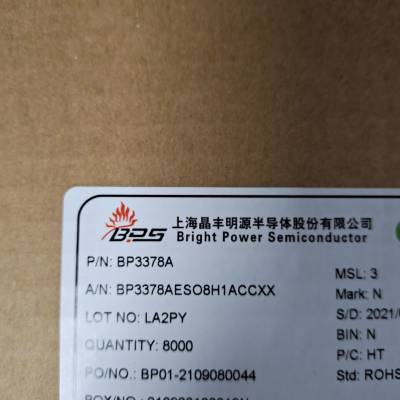 BPS
上海晶丰明源半导体股份有限公司
Bright Power Semiconductor
P/N: BP3378A
MSL: 3
A/N: BP3378AESO8H1ACCXX
Mark: N
LOT NO: LA2PY
S/D: 2021/
QUANTITY: 8000
BIN: N
PO/NO.: BP01-2109080044
P/C: HT
Std: ROHS